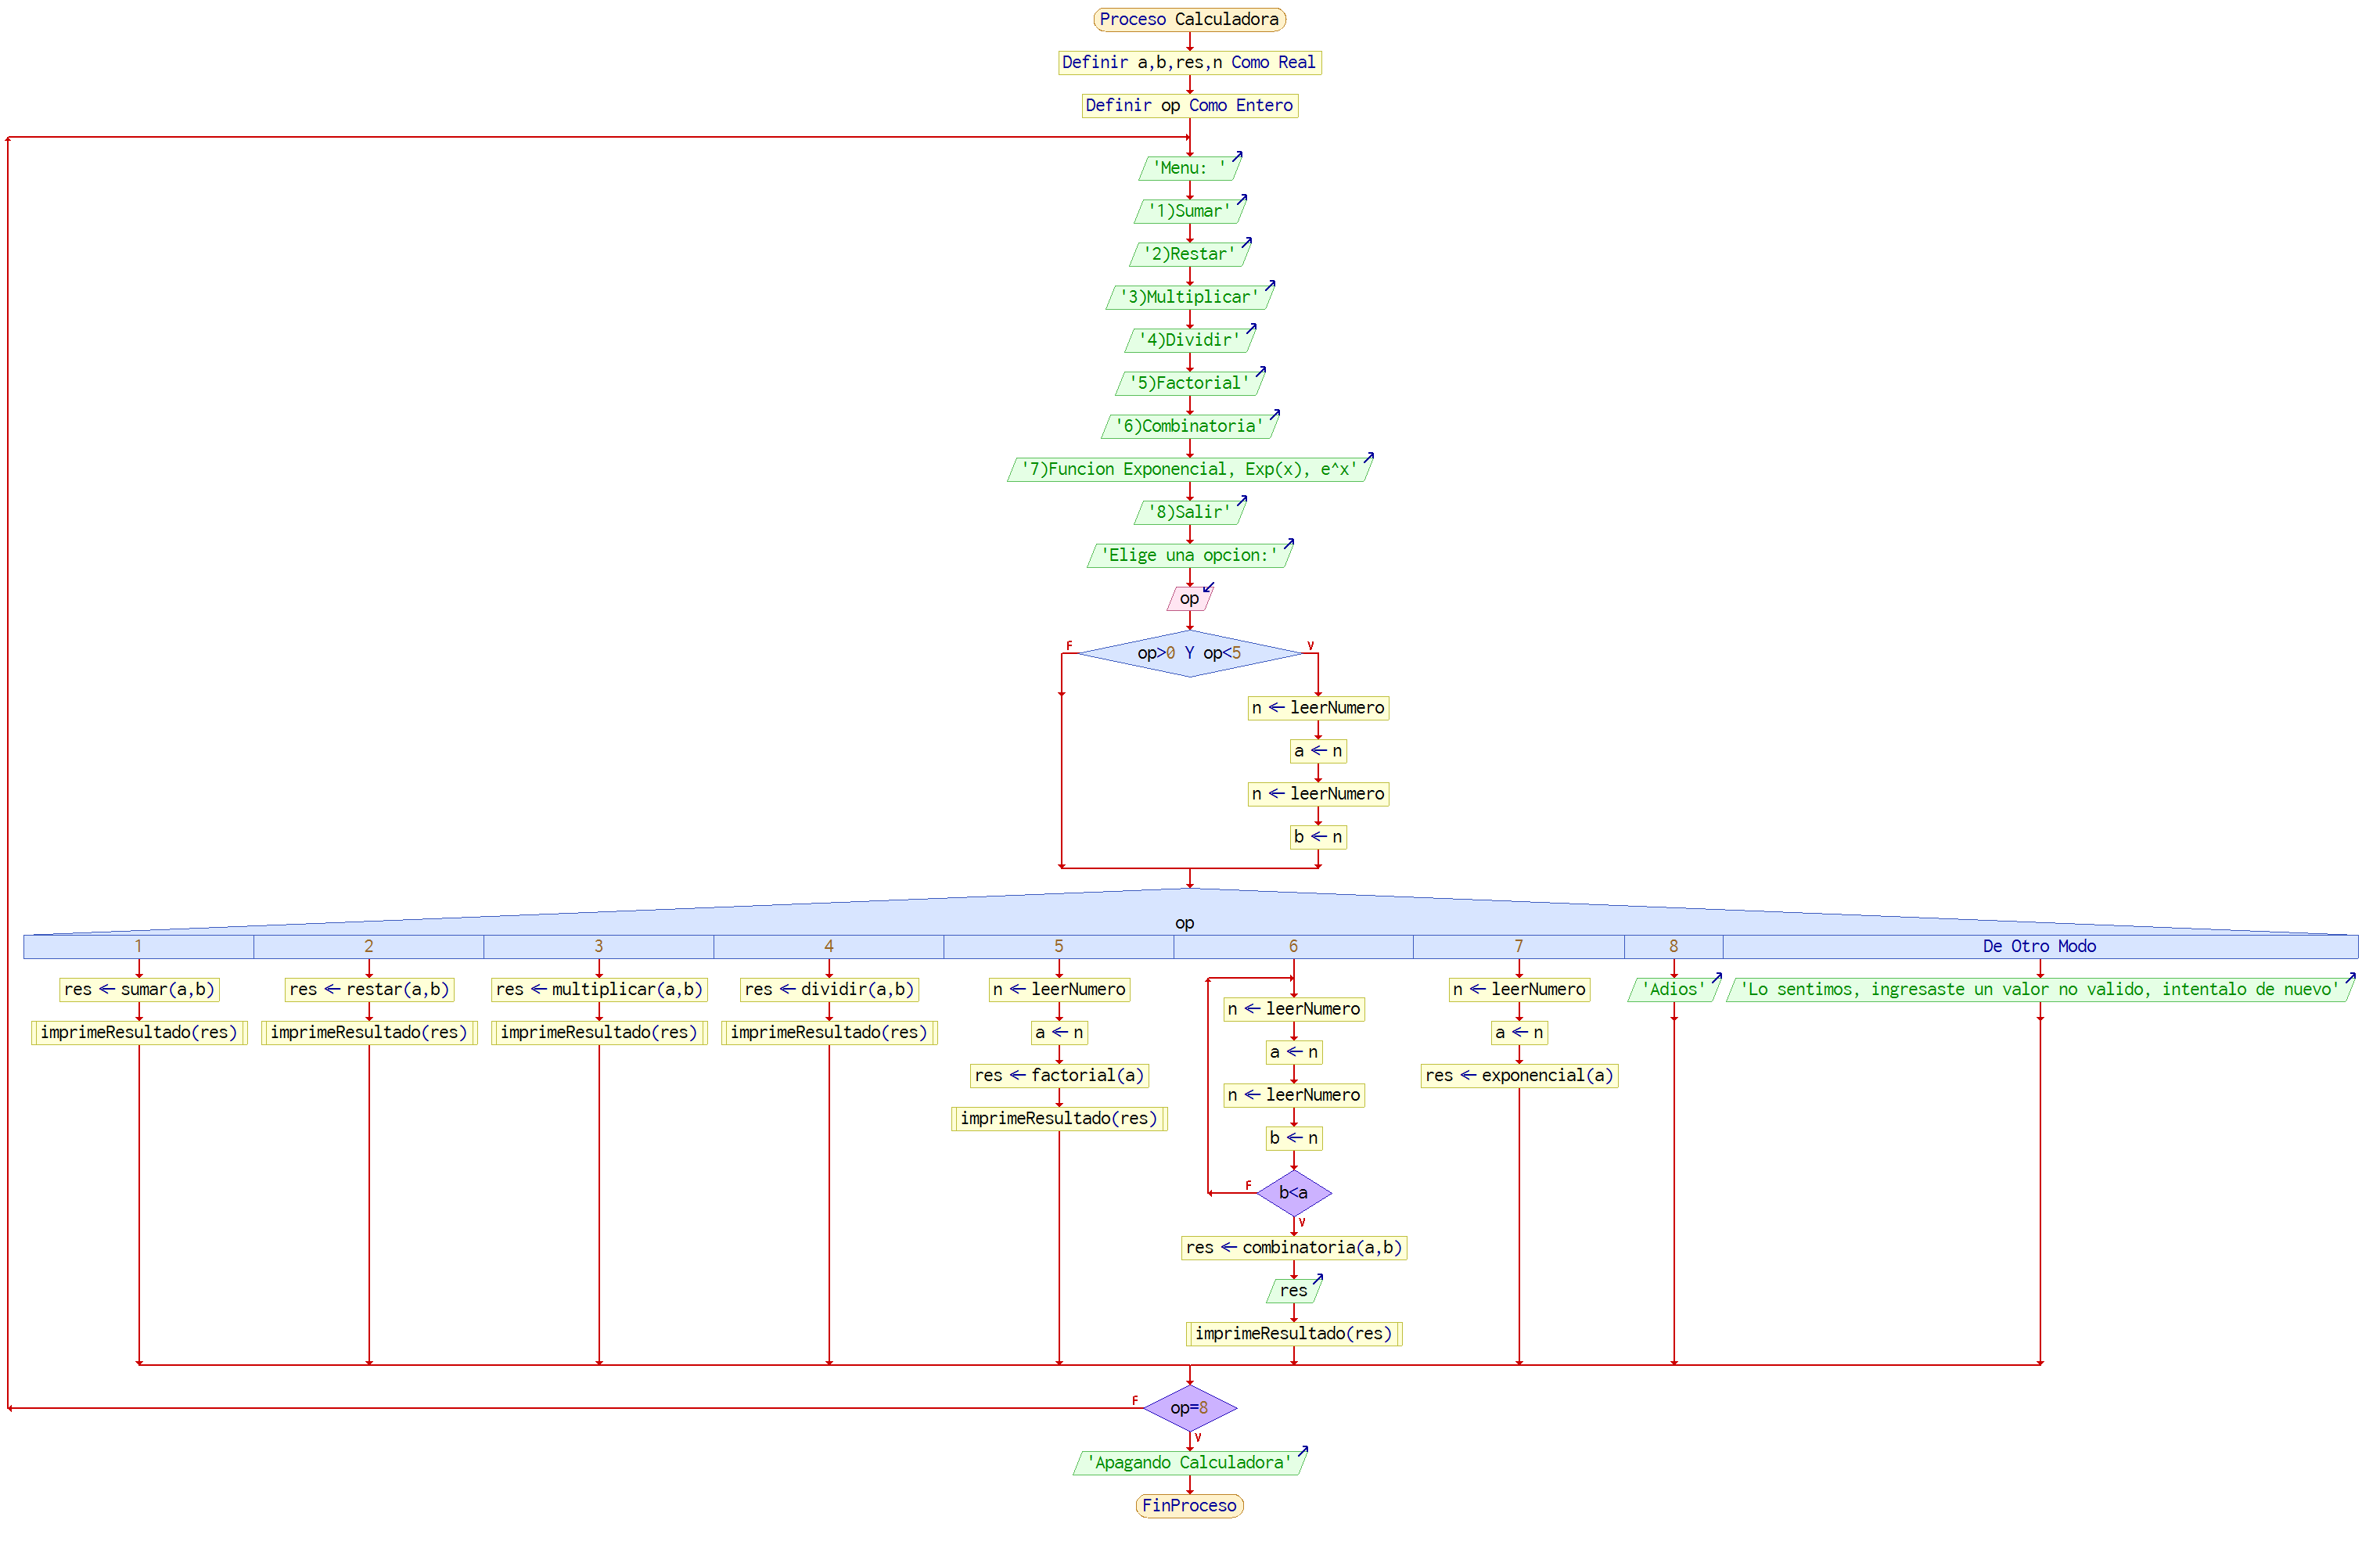 Proceso Calculadora
Definir a,b,res,n Como Real
Definir op Como Entero
'Menu: '
'1)Sumar'
'2)Restar'
'3)Multiplicar'
'4)Dividir'
'5)Factorial'
'6)Combinatoria'
'7)Funcion Exponencial, Exp(x), e^x'
'8)Salir'
'Elige una opcion:'
op
F
op>0 Y op<5
V
n ← leerNumero
a ← n
n ← leerNumero
b ← n
op
1
2
3
4
5
6
7
8
De Otro Modo
res ← sumar(a,b)
imprimeResultado(res)
res ← restar(a,b)
imprimeResultado(res)
res ← multiplicar(a,b)
imprimeResultado(res)
res ← dividir(a,b)
imprimeResultado(res)
n ← leerNumero
a ← n
res ← factorial(a)
imprimeResultado(res)
n ← leerNumero
a ← n
n ← leerNumero
b ← n
F
b<a
V
res ← combinatoria(a,b)
res
imprimeResultado(res)
n ← leerNumero
a ← n
res ← exponencial(a)
'Adios'
'Lo sentimos, ingresaste un valor no valido, intentalo de nuevo'
F
op=8
V
'Apagando Calculadora'
FinProceso